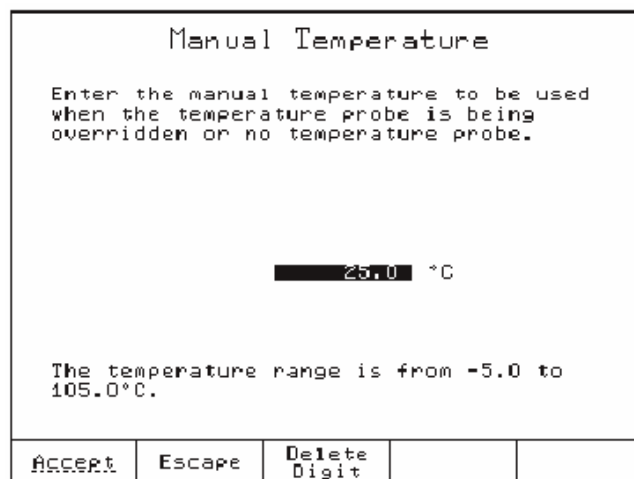 Manual Temperature
Enter the manual temperature to be used
when the temperature probe is being
overridden or no temperature probe.
25.0 °C
The temperature range is from -5.0 to
105.0°C.
Accept Escape Delete
Digit